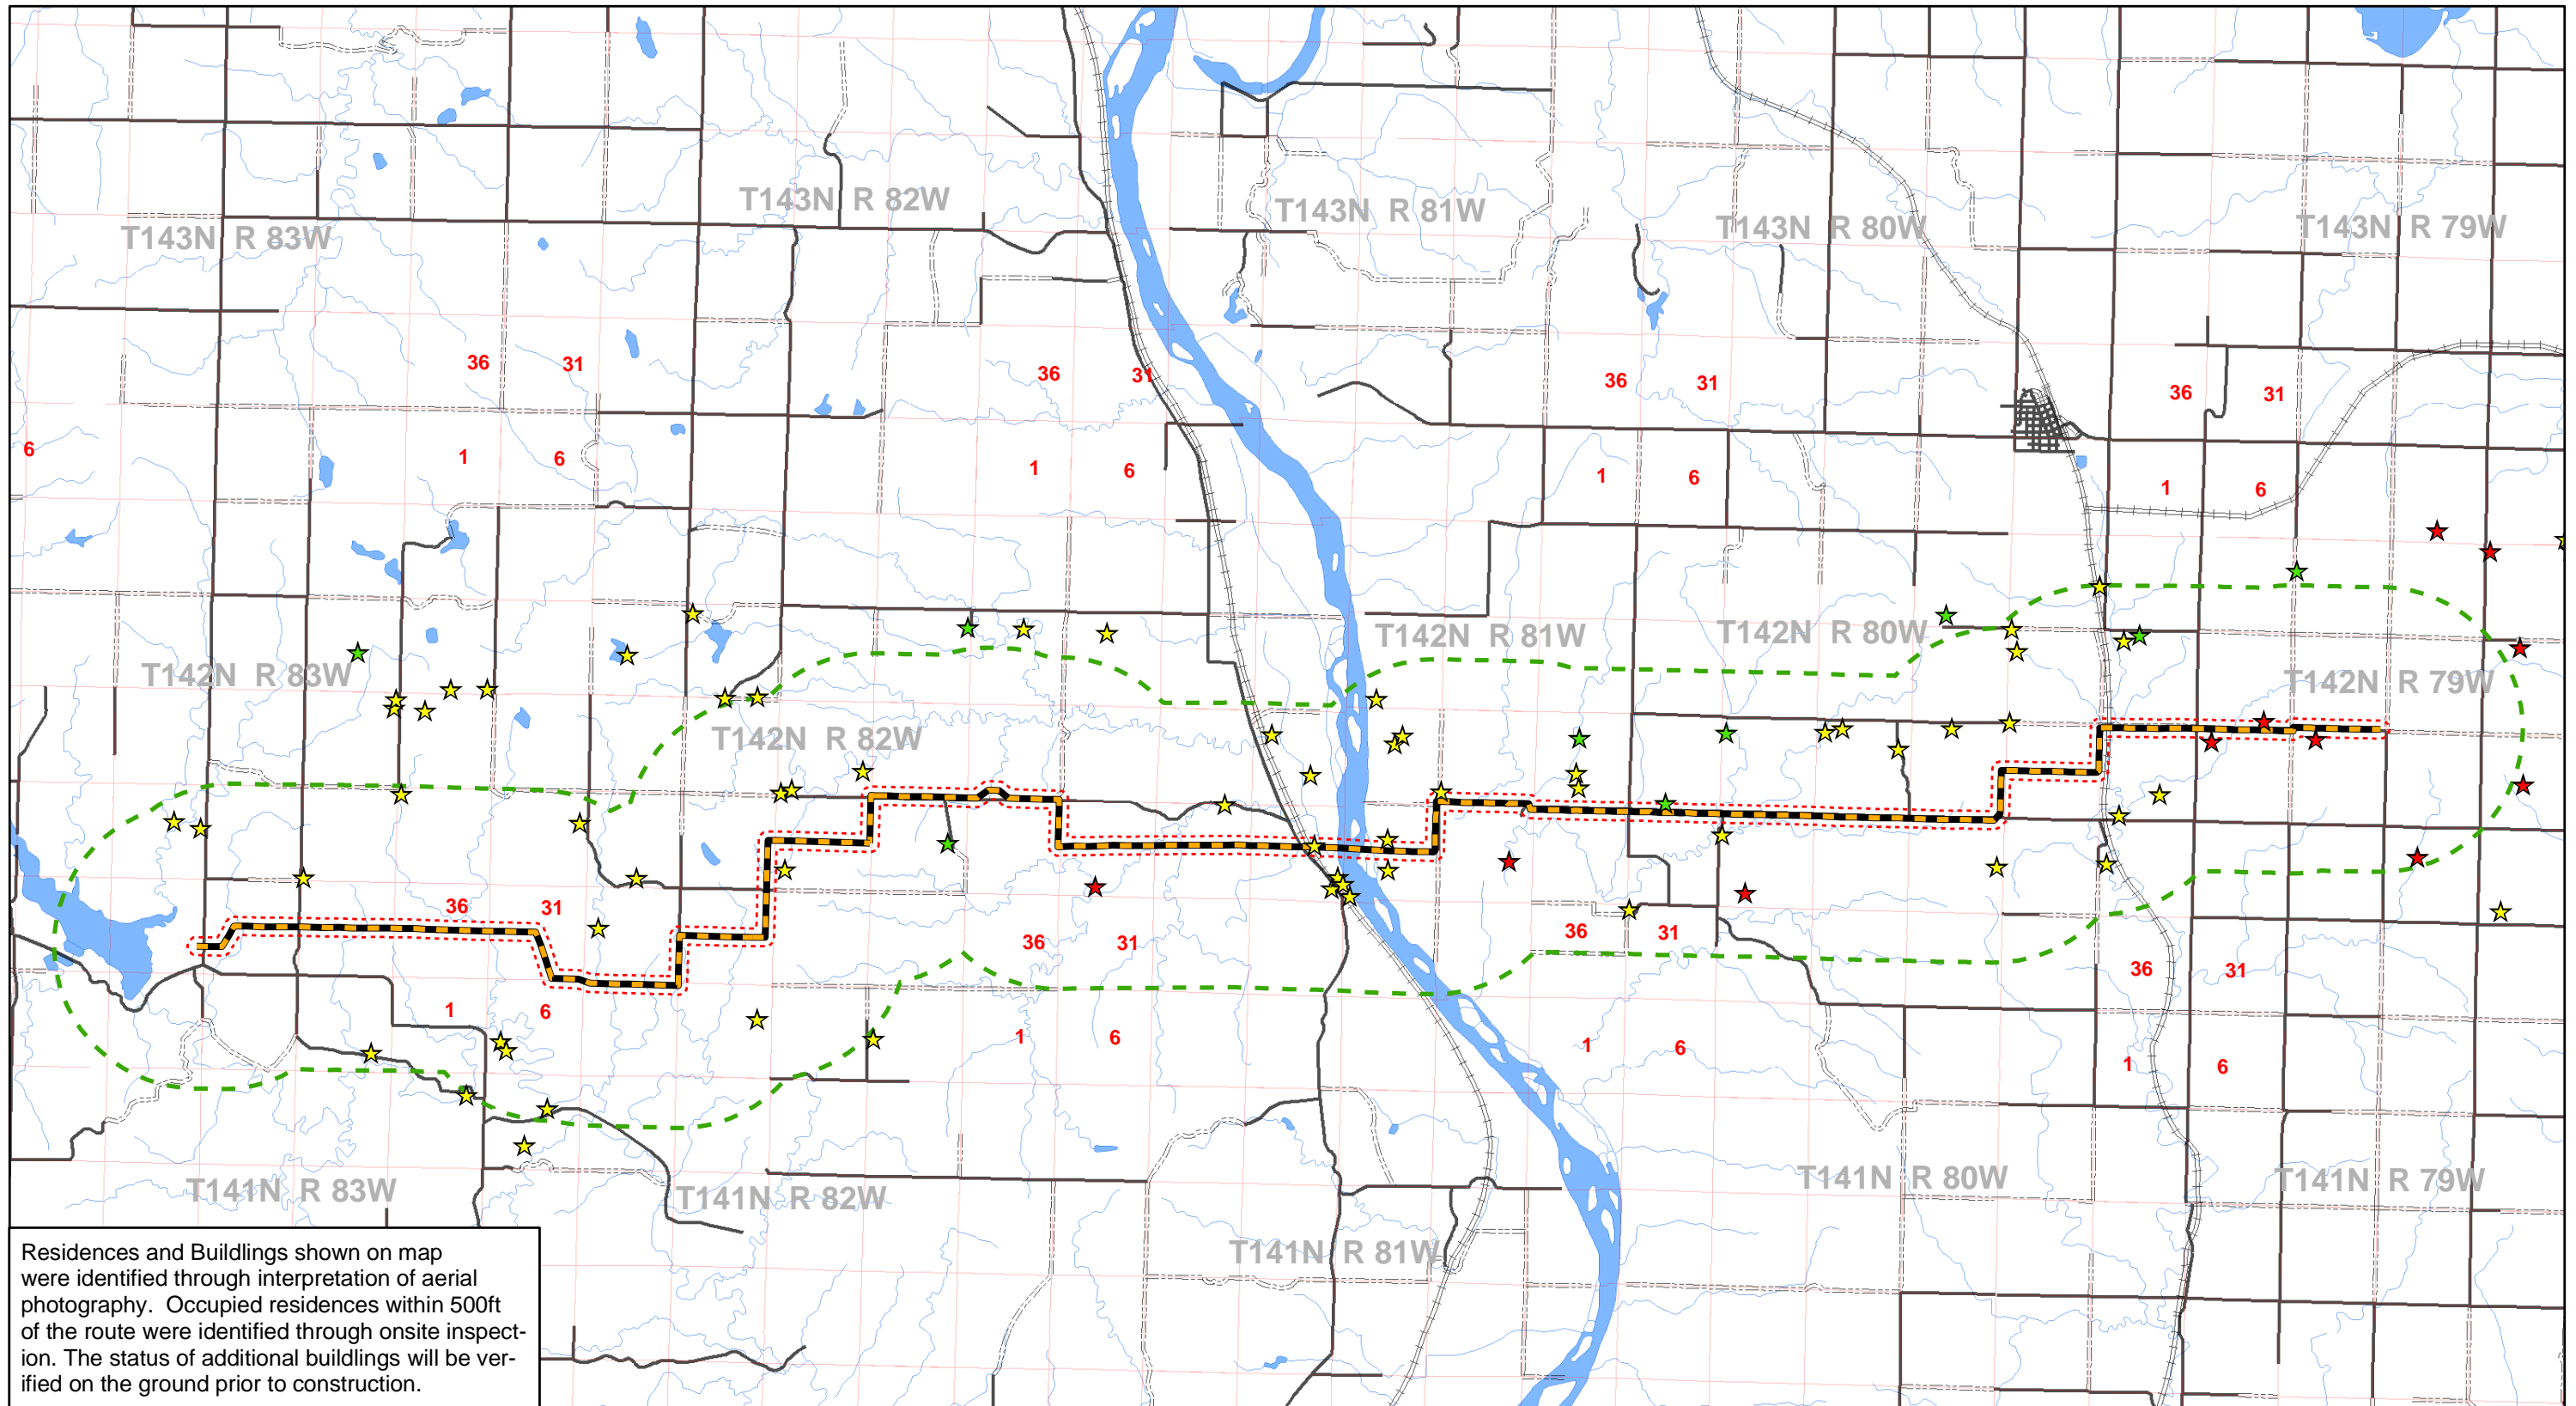 T143N R 82W
T143N R 81W
T143N R 80W
T143N R 79W
T143N R 83W
36 31
36 31
36 31
36 31
6
1 6
1 6
1 6
1 6
T142N R 83W
T142N R 82W
T142N R 81W
T142N R 80W
T142N R 79W
36 31
36 31
36 31
36 31
1 6
1 6
1 6
1 6
T141N R 83W
T141N R 82W
T141N R 81W
T141N R 80W
T141N R 79W
Residences and Buildlings shown on map
were identified through interpretation of aerial
photography. Occupied residences within 500ft
of the route were identified through onsite inspect-
ion. The status of additional buildlings will be ver-
ified on the ground prior to construction.